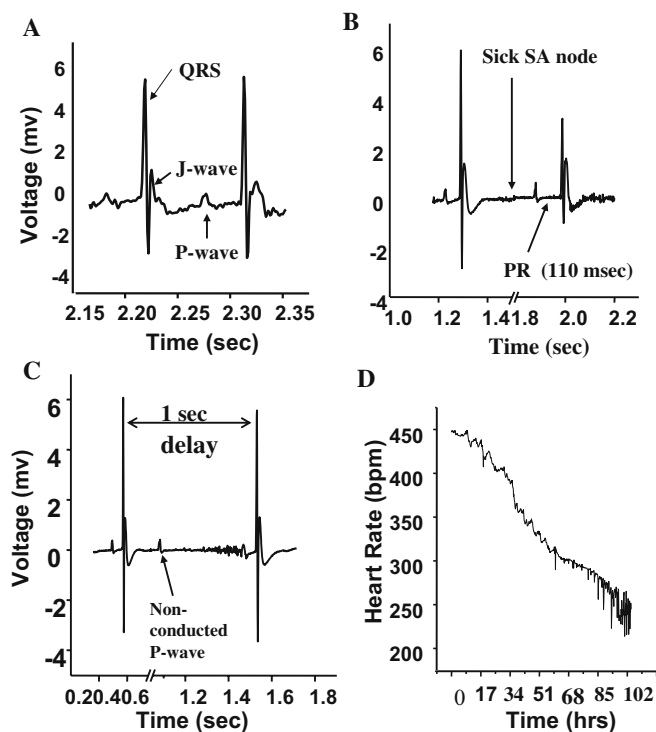 A
Voltage (mv)
6
4
2
0
-2
-4
QRS
J-wave
P-wave
2.15 2.20 2.25 2.30 2.35
Time (sec)
B
6
4
2
0
-2
-4
Sick SA node
PR (110 msec)
1.0 1.2 1.41.8 2.0 2.2
Time (sec)
C
Voltage (mv)
6
4
2
0
-2
-4
1 sec
delay
Non-
conducted
P-wave
0.20.40.6 1.4 1.6 1.8
Time (sec)
D
Heart Rate (bpm)
450
400
350
300
250
200
0 17 34 51 68 85 102
Time (hrs)